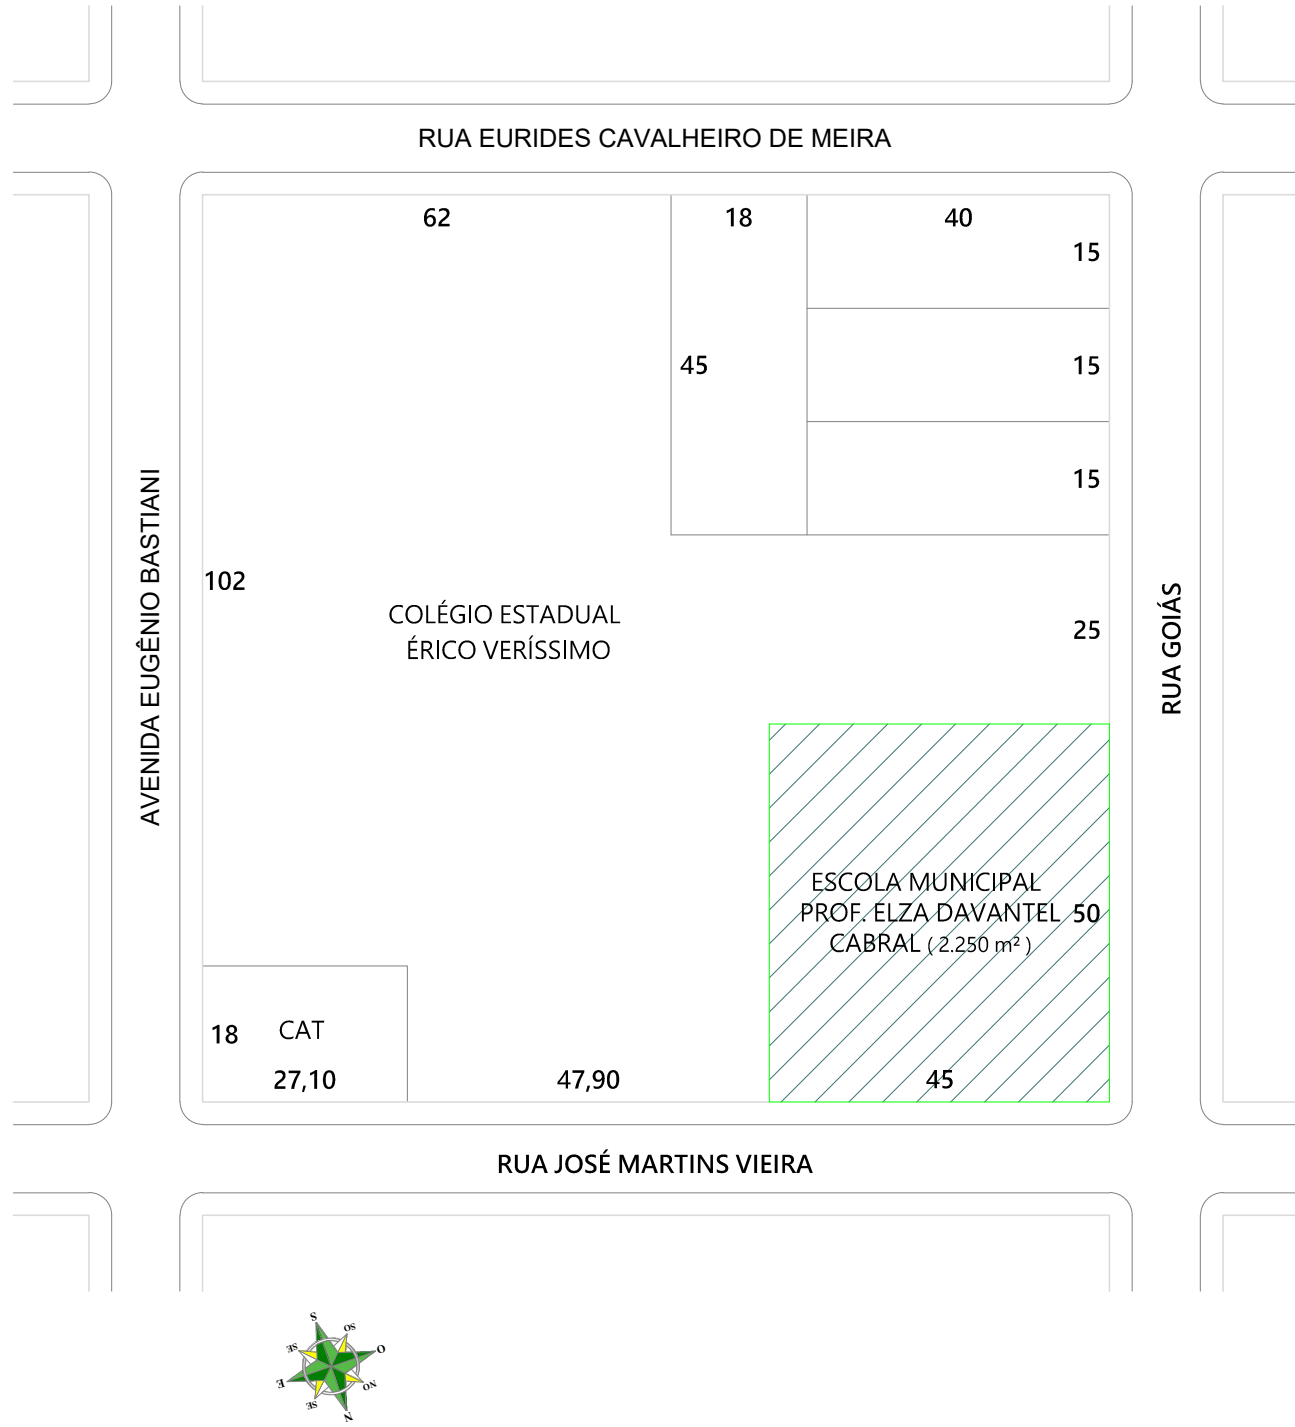 RUA EURIDES CAVALHEIRO DE MEIRA
62
18
40
15
45
15
15
AVENIDA EUGÊNIO BASTIANI
102
COLÉGIO ESTADUAL
ÉRICO VERÍSSIMO
25
RUA GOIÁS
ESCOLA MUNICIPAL
PROF. ELZA DAVANTEL
50
CABRAL ( 2.250 m² )
18
CAT
27,10
47,90
45
RUA JOSÉ MARTINS VIEIRA
S
SO
SE
O
E
NO
SE
N